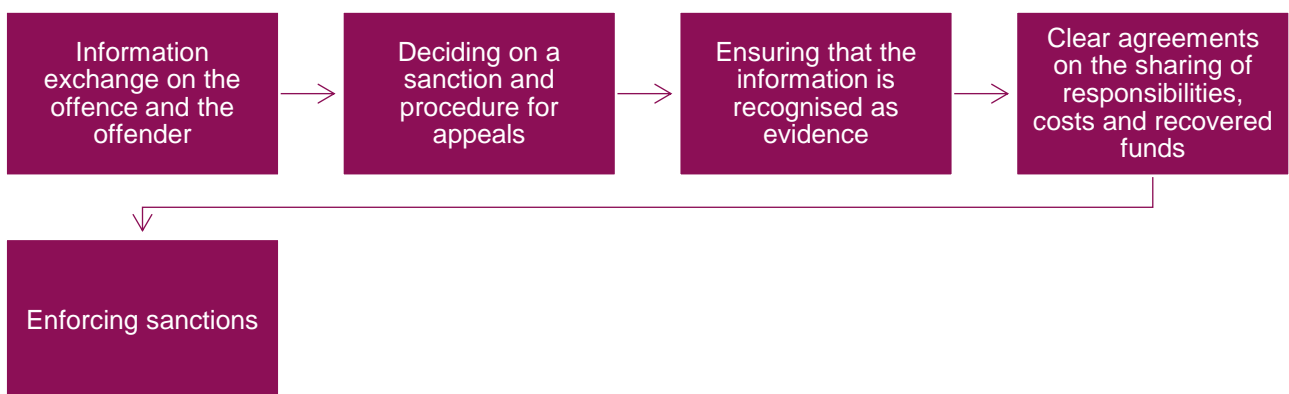 Information
exchange on the
offence and the
offender
Deciding on a
sanction and
procedure for
appeals
Ensuring that the
information is
recognised as
evidence
Clear agreements
on the sharing of
responsibilities,
costs and recovered
funds
Enforcing sanctions